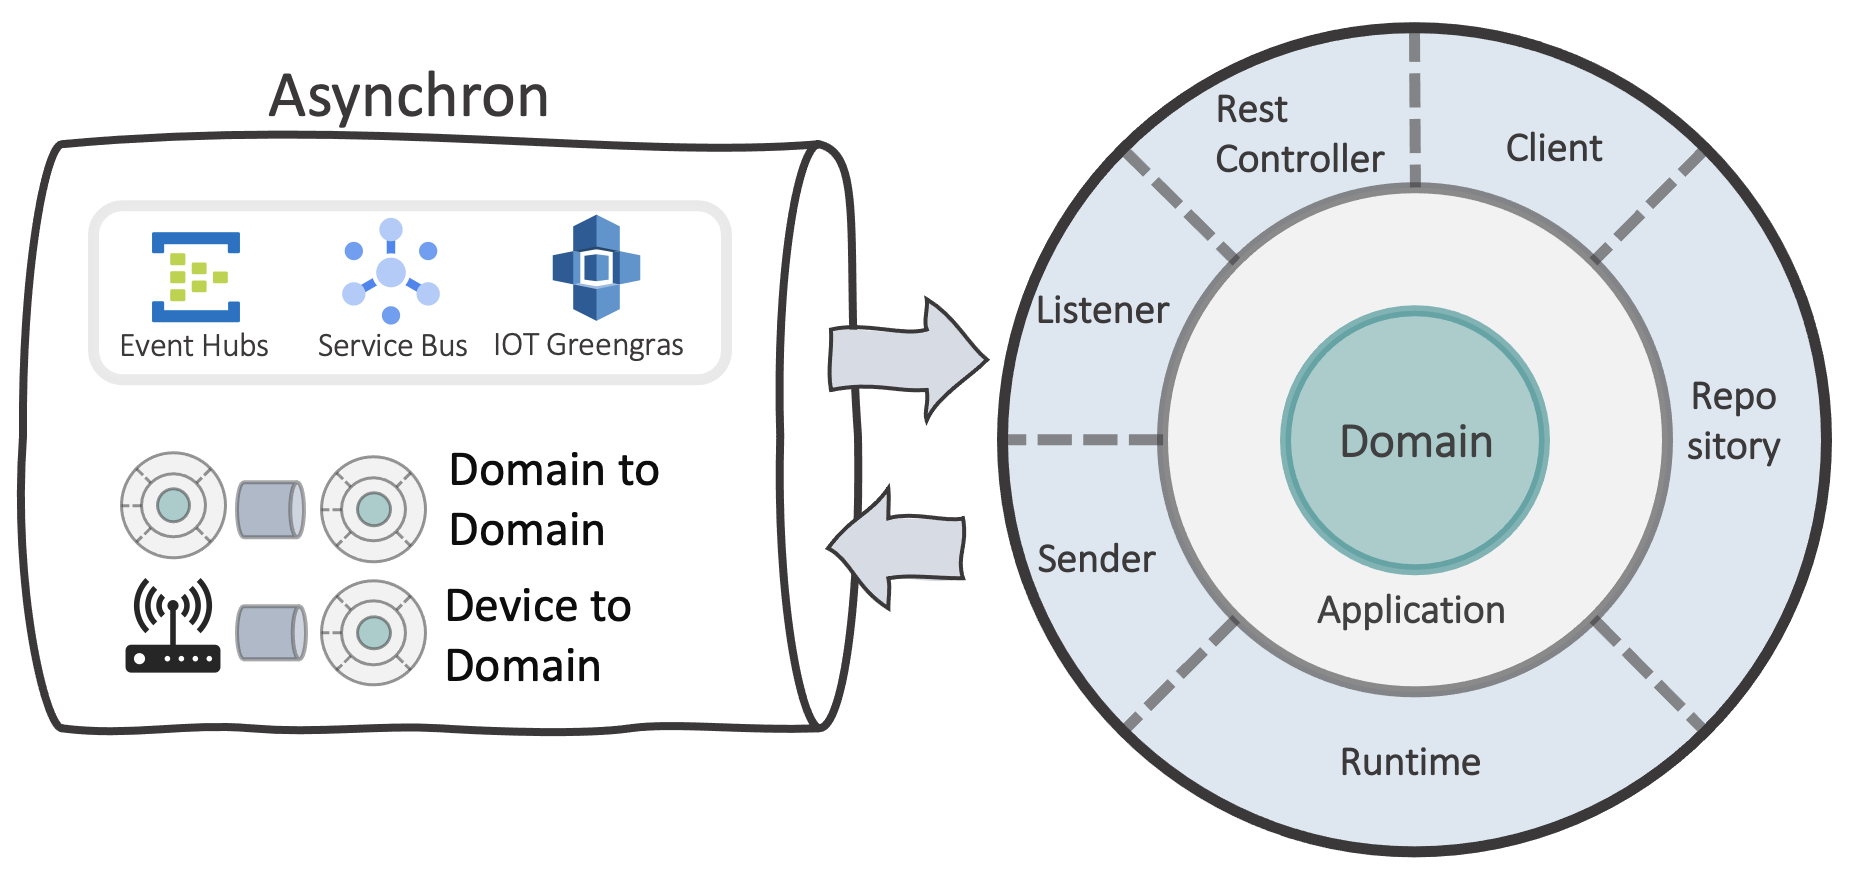 Asynchron
Event Hubs
Service Bus
IOT Greengras
Domain to
Domain
Device to
Domain
Rest
Controller
Client
Listener
Repo
sitory
Domain
Sender
Application
Runtime